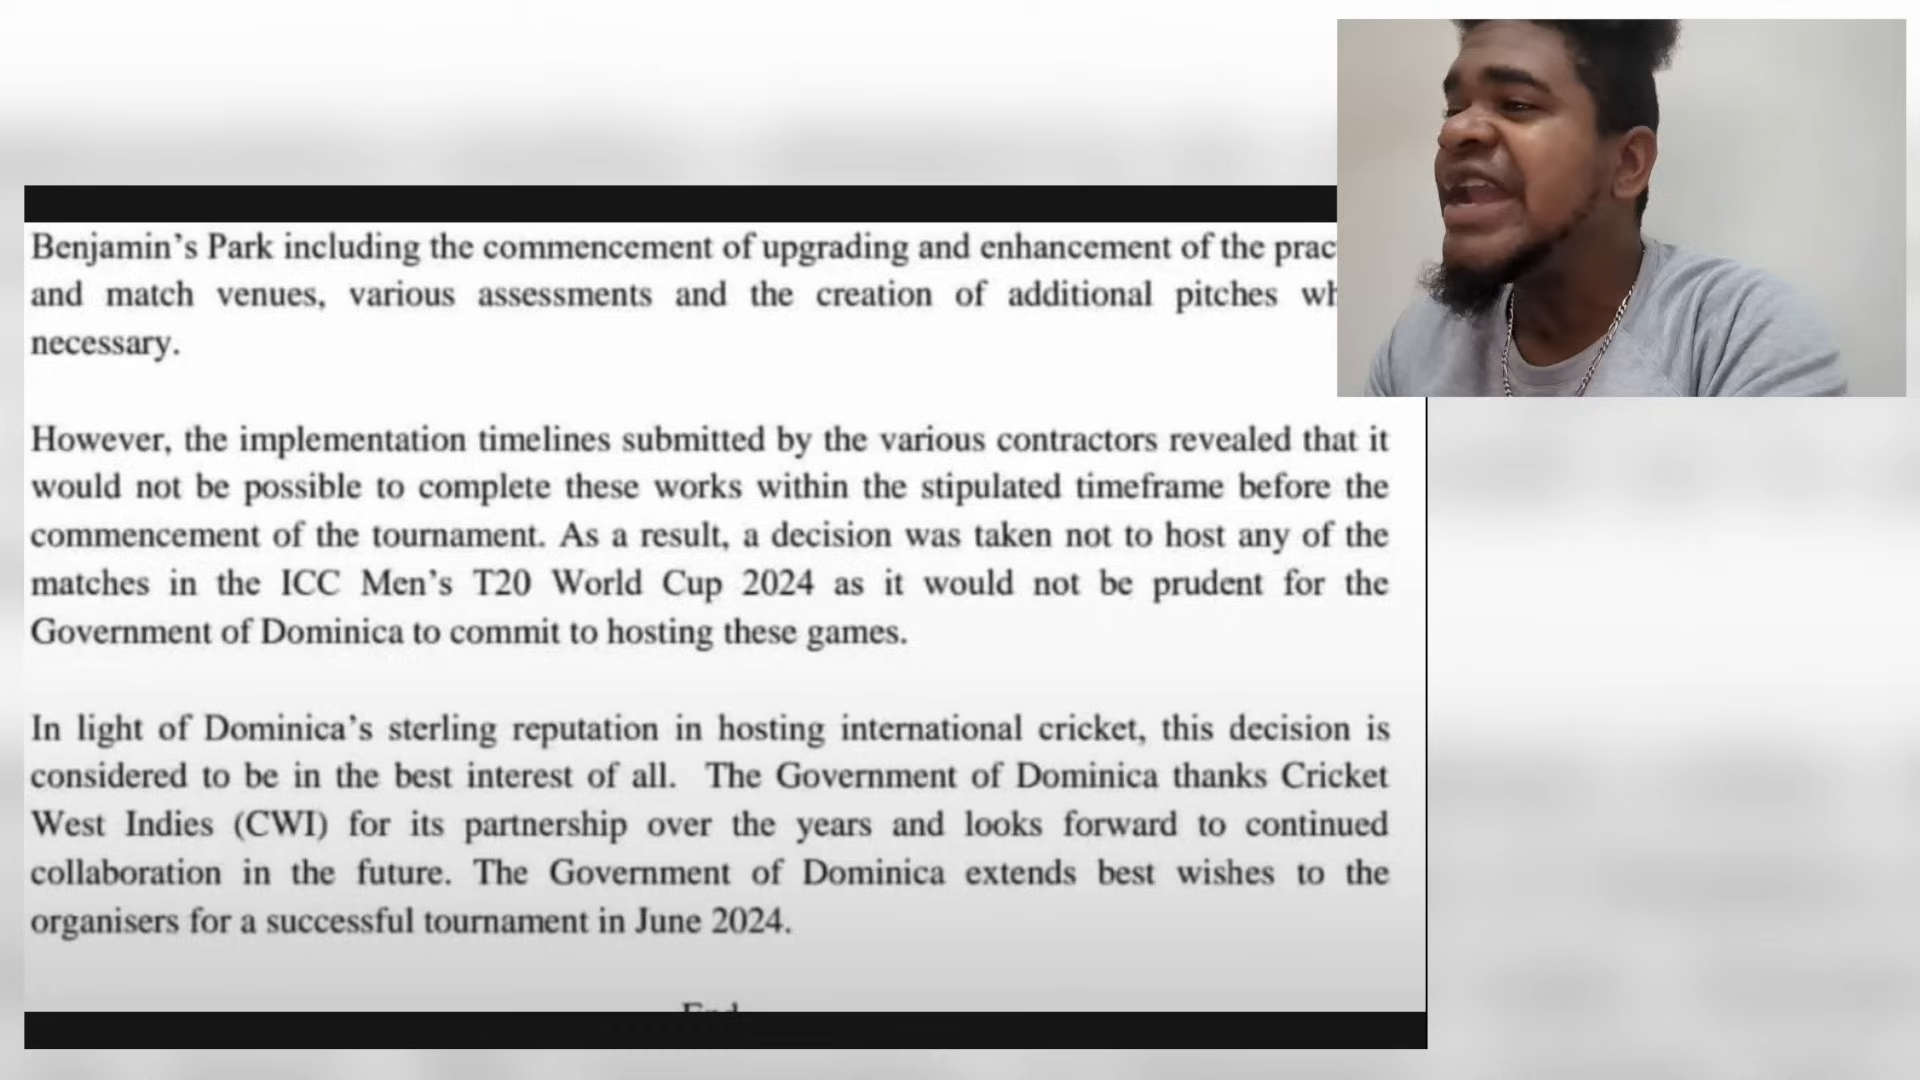 Benjamin’s Park including the commencement of upgrading and enhancement of the
and match venues, various assessments and the creation of additional pitches
necessary.
However, the implementation timelines submitted by the various contractors revealed that it
would not be possible to complete these works within the stipulated timeframe before the
commencement of the tournament. As a result, a decision was taken not to host any of the
matches in the ICC Men’s T20 World Cup 2024 as it would not be prudent for the
Government of Dominica to commit to hosting these games.
In light of Dominica’s sterling reputation in hosting international cricket, this decision is
considered to be in the best interest of all. The Government of Dominica thanks Cricket
West Indies (CWI) for its partnership over the years and looks forward to continued
collaboration in the future. The Government of Dominica extends best wishes to the
organisers for a successful tournament in June 2024.